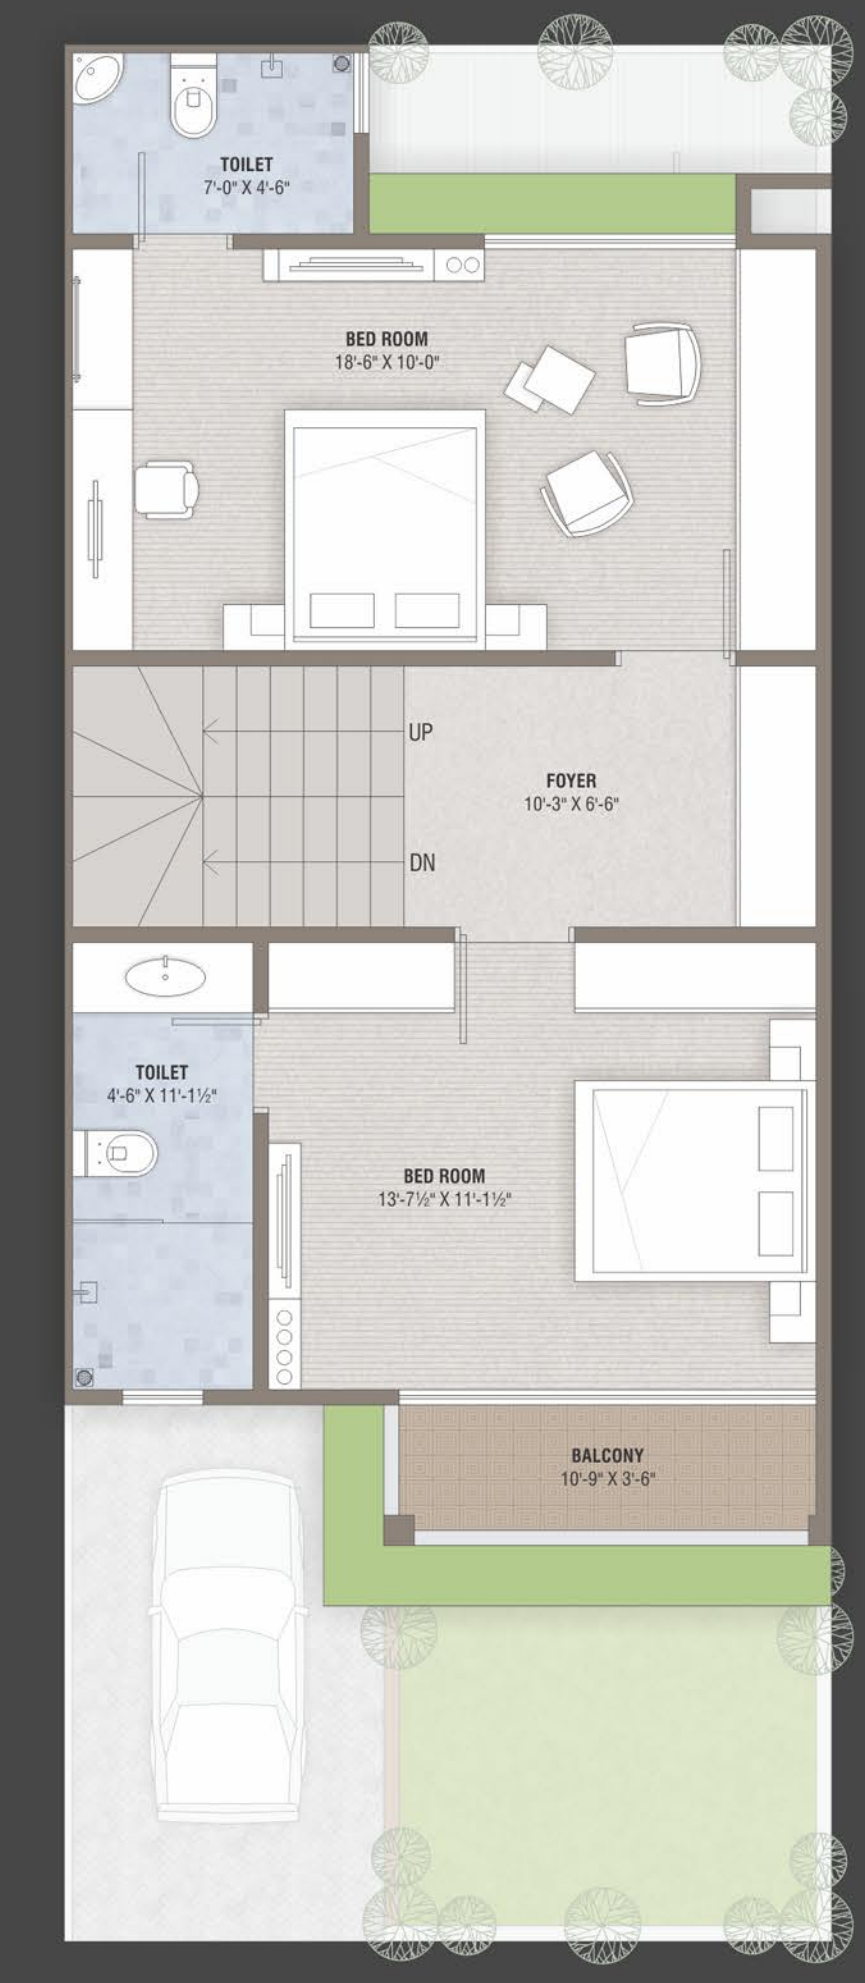 TOILET
7'-0" X 4'-6"
BED ROOM
18'-6" X 10'-0"
UP
FOYER
10'-3" X 6'-6"
DN
TOILET
4'-6" X 11'-1½"
BED ROOM
13'-7½" X 11'-1½"
BALCONY
10'-9" X 3'-6"